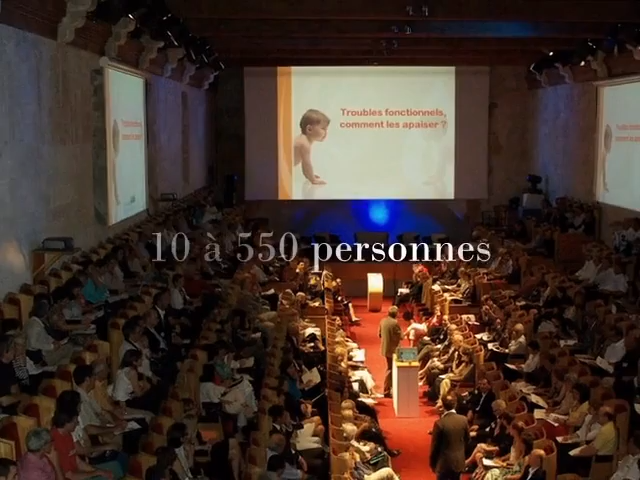 Troubles fonctionnels,
comment les apaiser ?
10 à 550 personnes